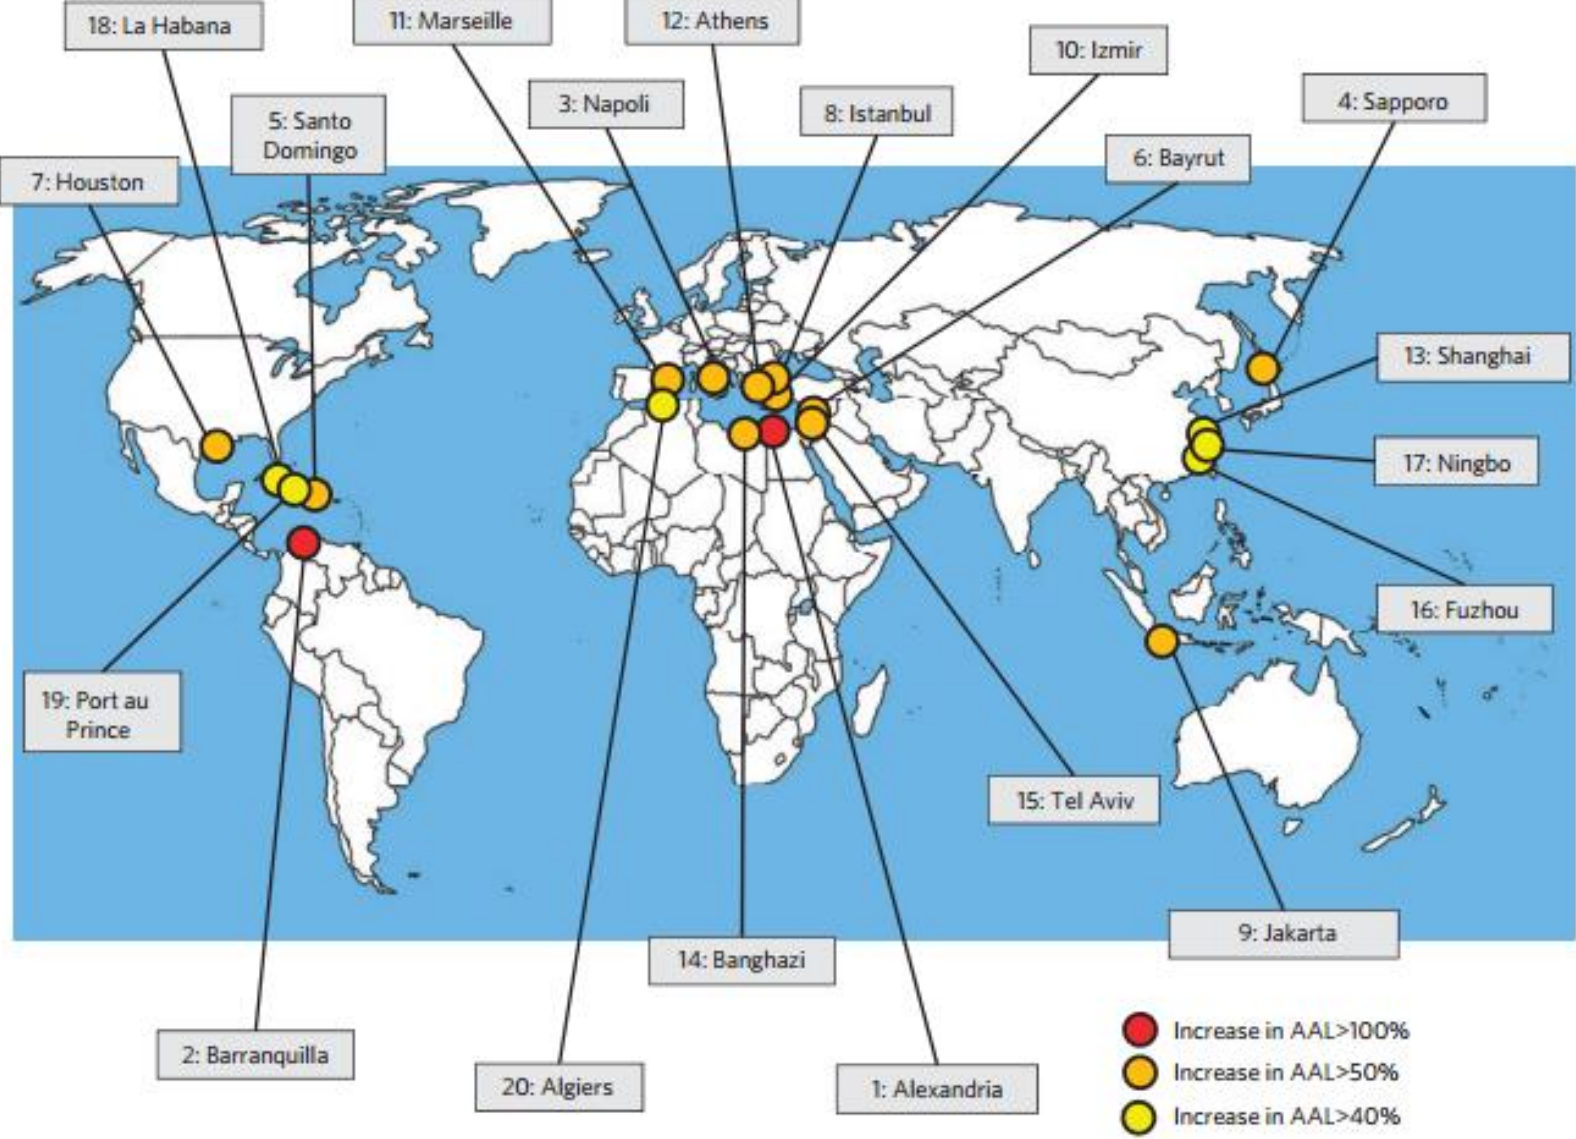 18: La Habana
11: Marseille
12: Athens
10: Izmir
3: Napoli
8: Istanbul
4: Sapporo
5: Santo
Domingo
6: Bayrut
7: Houston
13: Shanghai
17: Ningbo
16: Fuzhou
19: Port au
Prince
15: Tel Aviv
9: Jakarta
14: Banghazi
2: Barranquilla
20: Algiers
1: Alexandria
Increase in AAL>100%
Increase in AAL>50%
Increase in AAL>40%